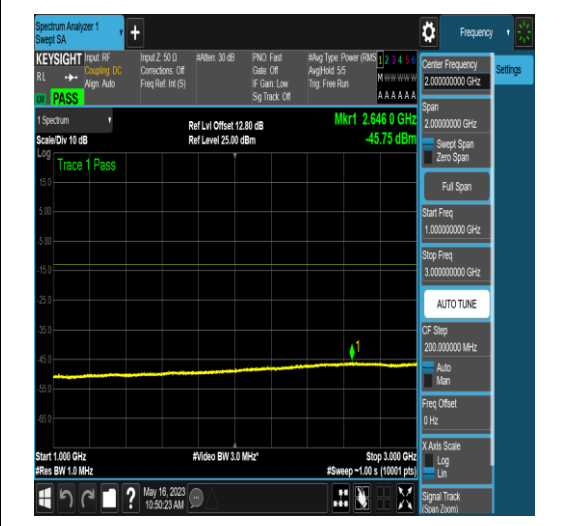 Spectrum Analyzer 1
Swept SA
Frequency
KEYSIGHT
RL
Input: RF
Coupling: DC
Align: Auto
Input Z: 50 Ω
Corrections: Off
Freq Ref: Int (S)
#Atten: 30 dB
PNO: Fast
Gate: Off
IF Gain: Low
Sig Track: Off
#Avg Type: Power (RMS
Avg|Hold: 5/5
Trig: Free Run
1 2 3 4 5 6
M W W W W W
A A A A A A
PASS
1 Spectrum
Scale/Div 10 dB
Ref Lvl Offset 12.80 dB
Ref Level 25.00 dBm
Mkr1 2.646 0 GHz
-45.75 dBm
Log
Trace 1 Pass
15.0
5.00
-5.00
-15.0
-25.0
-35.0
-45.0
-55.0
-65.0
1
Start 1.000 GHz
#Res BW 1.0 MHz
#Video BW 3.0 MHz*
Stop 3.000 GHz
#Sweep ~1.00 s (10001 pts)
May 16, 2023
10:50:23 AM
Center Frequency
2.000000000 GHz
Settings
Span
2.00000000 GHz
Swept Span
Zero Span
Full Span
Start Freq
1.000000000 GHz
Stop Freq
3.000000000 GHz
AUTO TUNE
CF Step
200.000000 MHz
Auto
Man
Freq Offset
0 Hz
X Axis Scale
Log
Lin
Signal Track
(Span Zoom)